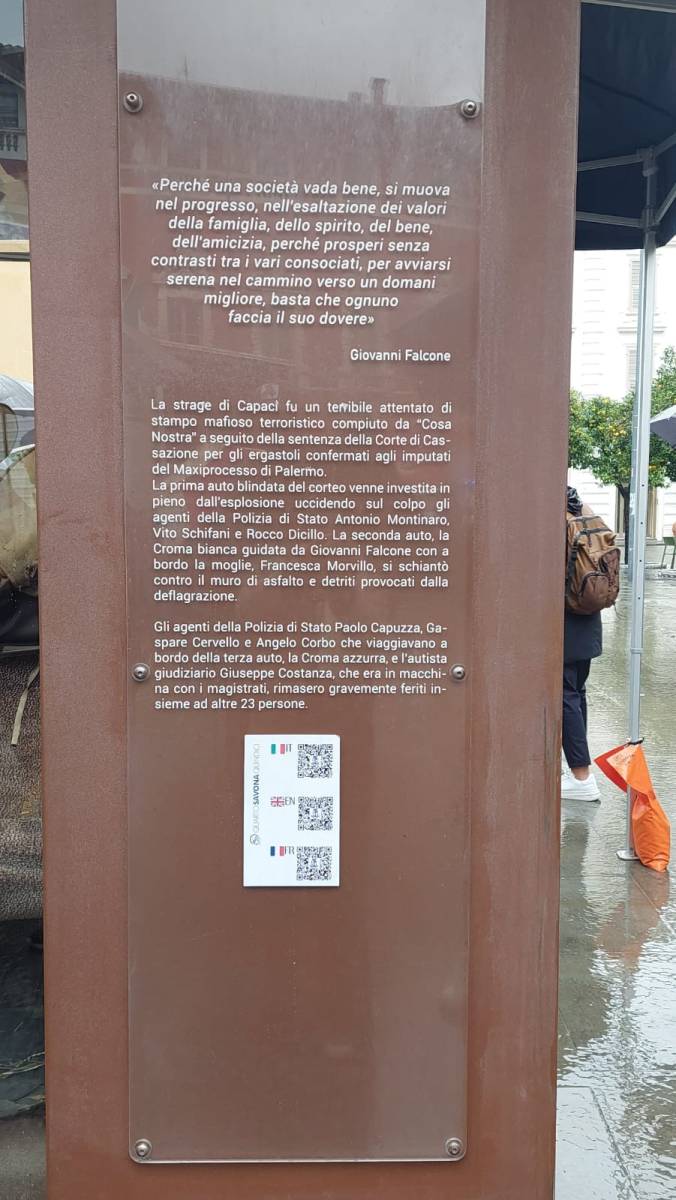 «Perché una società vada bene, si muova
nel progresso, nell'esaltazione dei valori
della famiglia, dello spirito, del bene,
dell'amicizia, perché prosperi senza
contrasti tra i vari consociati, per avviarsi
serena nel cammino verso un domani
migliore, basta che ognuno
faccia il suo dovere»
Giovanni Falcone
La strage di Capaci fu un terribile attentato di
stampo mafioso terroristico compiuto da “Cosa
Nostra” a seguito della sentenza della Corte di Cas-
sazione per gli ergastoli confermati agli imputati
del Maxiprocesso di Palermo.
La prima auto blindata del corteo venne investita in
pieno dall'esplosione uccidendo sul colpo gli
agenti della Polizia di Stato Antonio Montinaro,
Vito Schifani e Rocco Dicillo. La seconda auto, la
Croma bianca guidata da Giovanni Falcone con a
bordo la moglie, Francesca Morvillo, si schiantò
contro il muro di asfalto e detriti provocati dalla
deflagrazione.
Gli agenti della Polizia di Stato Paolo Capuzza, Ga-
spare Cervello e Angelo Corbo che viaggiavano a
bordo della terza auto, la Croma azzurra, e l'autista
giudiziario Giuseppe Costanza, che era in macchi-
na con i magistrati, rimasero gravemente feriti in-
sieme ad altre 23 persone.
QUARTOSAVONAQUINDICI
IT
EN
FR